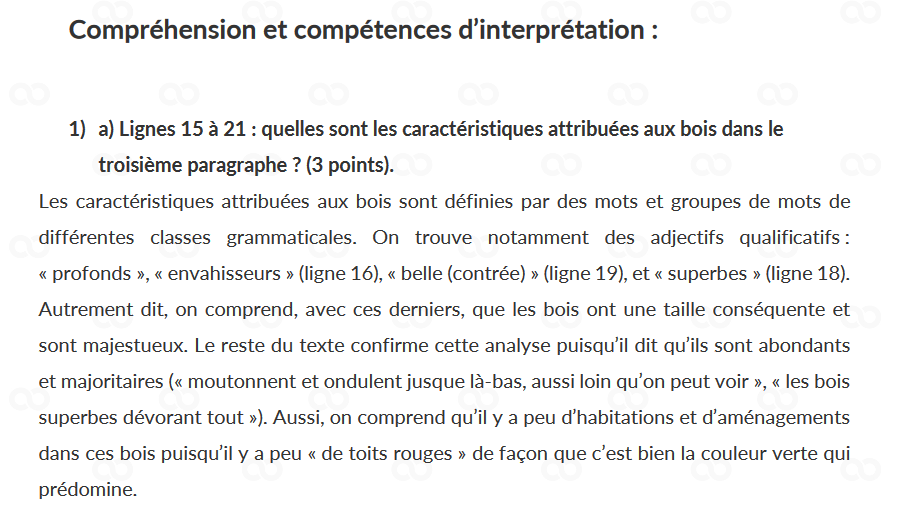 Compréhension et compétences d’interprétation :
1) a) Lignes 15 à 21 : quelles sont les caractéristiques attribuées aux bois dans le
troisième paragraphe ? (3 points).
Les caractéristiques attribuées aux bois sont définies par des mots et groupes de mots de
différentes classes grammaticales. On trouve notamment des adjectifs qualificatifs :
« profonds », « envahisseurs » (ligne 16), « belle (contrée) » (ligne 19), et « superbes » (ligne 18).
Autrement dit, on comprend, avec ces derniers, que les bois ont une taille conséquente et
sont majestueux. Le reste du texte confirme cette analyse puisqu’il dit qu’ils sont abondants
et majoritaires (« moutonnent et ondulent jusque là-bas, aussi loin qu’on peut voir », « les bois
superbes dévorant tout »). Aussi, on comprend qu’il y a peu d’habitations et d’aménagements
dans ces bois puisqu’il y a peu « de toits rouges » de façon que c’est bien la couleur verte qui
prédomine.